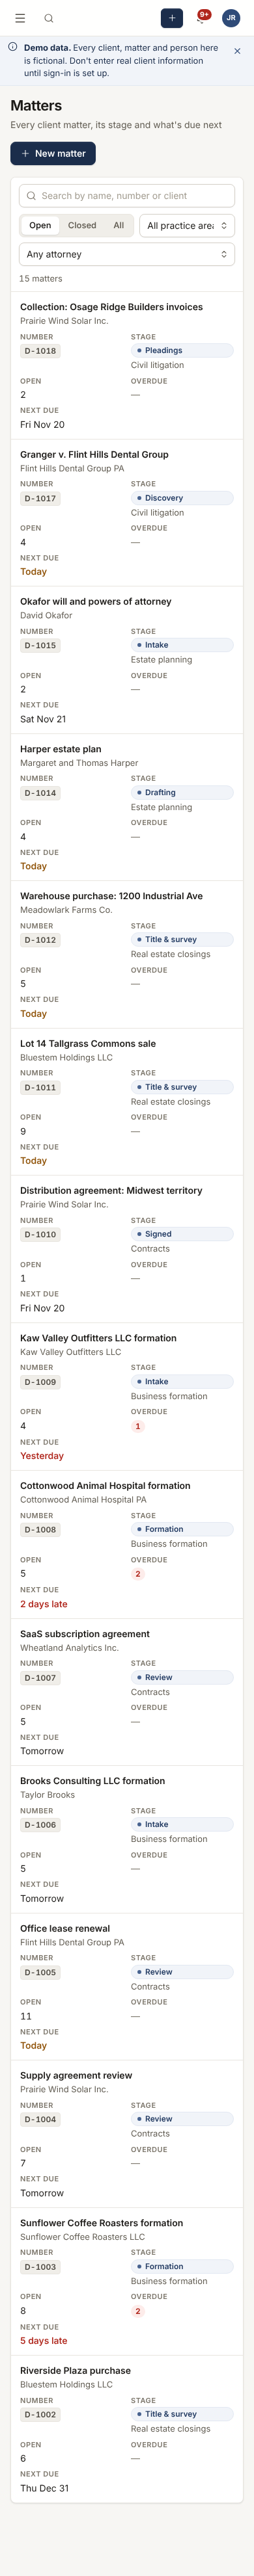 9+
JR
Demo data. Every client, matter and person here
is fictional. Don't enter real client information
until sign-in is set up.
Matters
Every client matter, its stage and what's due next
New matter
Search by name, number or client
Open Closed All
All practice area
Any attorney
15 matters
Collection: Osage Ridge Builders invoices
Prairie Wind Solar Inc.
NUMBER STAGE
D-1018 Pleadings
Civil litigation
OPEN OVERDUE
2 —
NEXT DUE
Fri Nov 20
Granger v. Flint Hills Dental Group
Flint Hills Dental Group PA
NUMBER STAGE
D-1017 Discovery
Civil litigation
OPEN OVERDUE
4 —
NEXT DUE
Today
Okafor will and powers of attorney
David Okafor
NUMBER STAGE
D-1015 Intake
Estate planning
OPEN OVERDUE
2 —
NEXT DUE
Sat Nov 21
Harper estate plan
Margaret and Thomas Harper
NUMBER STAGE
D-1014 Drafting
Estate planning
OPEN OVERDUE
4 —
NEXT DUE
Today
Warehouse purchase: 1200 Industrial Ave
Meadowlark Farms Co.
NUMBER STAGE
D-1012 Title & survey
Real estate closings
OPEN OVERDUE
5 —
NEXT DUE
Today
Lot 14 Tallgrass Commons sale
Bluestem Holdings LLC
NUMBER STAGE
D-1011 Title & survey
Real estate closings
OPEN OVERDUE
9 —
NEXT DUE
Today
Distribution agreement: Midwest territory
Prairie Wind Solar Inc.
NUMBER STAGE
D-1010 Signed
Contracts
OPEN OVERDUE
1 —
NEXT DUE
Fri Nov 20
Kaw Valley Outfitters LLC formation
Kaw Valley Outfitters LLC
NUMBER STAGE
D-1009 Intake
Business formation
OPEN OVERDUE
4 1
NEXT DUE
Yesterday
Cottonwood Animal Hospital formation
Cottonwood Animal Hospital PA
NUMBER STAGE
D-1008 Formation
Business formation
OPEN OVERDUE
5 2
NEXT DUE
2 days late
SaaS subscription agreement
Wheatland Analytics Inc.
NUMBER STAGE
D-1007 Review
Contracts
OPEN OVERDUE
5 —
NEXT DUE
Tomorrow
Brooks Consulting LLC formation
Taylor Brooks
NUMBER STAGE
D-1006 Intake
Business formation
OPEN OVERDUE
5 —
NEXT DUE
Tomorrow
Office lease renewal
Flint Hills Dental Group PA
NUMBER STAGE
D-1005 Review
Contracts
OPEN OVERDUE
11 —
NEXT DUE
Today
Supply agreement review
Prairie Wind Solar Inc.
NUMBER STAGE
D-1004 Review
Contracts
OPEN OVERDUE
7 —
NEXT DUE
Tomorrow
Sunflower Coffee Roasters formation
Sunflower Coffee Roasters LLC
NUMBER STAGE
D-1003 Formation
Business formation
OPEN OVERDUE
8 2
NEXT DUE
5 days late
Riverside Plaza purchase
Bluestem Holdings LLC
NUMBER STAGE
D-1002 Title & survey
Real estate closings
OPEN OVERDUE
6 —
NEXT DUE
Thu Dec 31